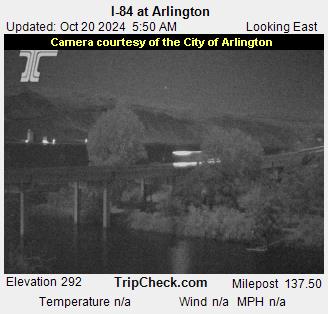 I-84 at Arlington
Updated: Oct 20 2024 5:50 AM Looking East
Camera courtesy of the City of Arlington
Elevation 292 TripCheck.com Milepost 137.50
Temperature n/a Wind n/a MPH n/a